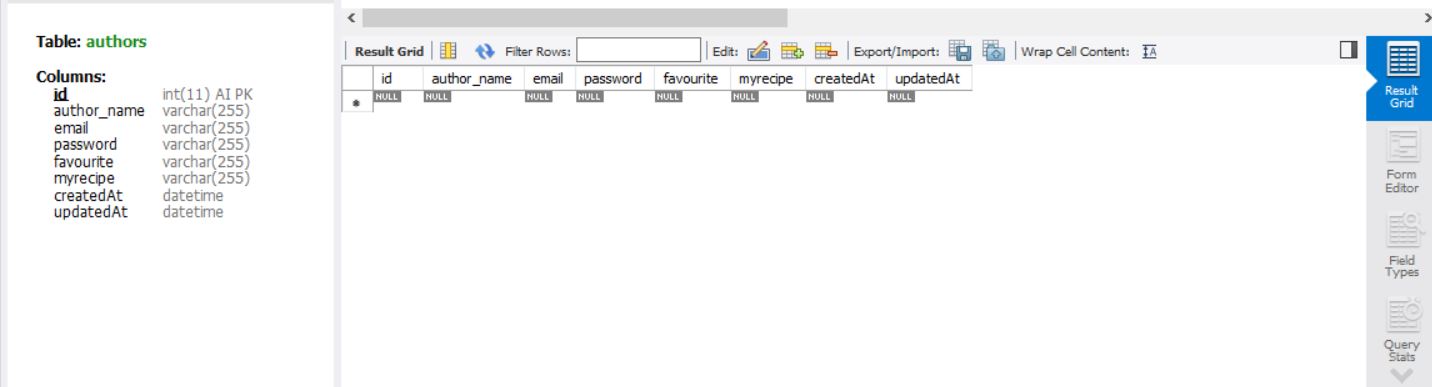 Table: authors
Columns:
id int(11) AI PK
author_name varchar(255)
email varchar(255)
password varchar(255)
favourite varchar(255)
myrecipe varchar(255)
createdAt datetime
updatedAt datetime
Result Grid Filter Rows: Edit: Export/Import: Wrap Cell Content:
id author_name email password favourite myrecipe createdAt updatedAt
NULL NULL NULL NULL NULL NULL NULL NULL
Result
Grid
Form
Editor
Field
Types
Query
Stats